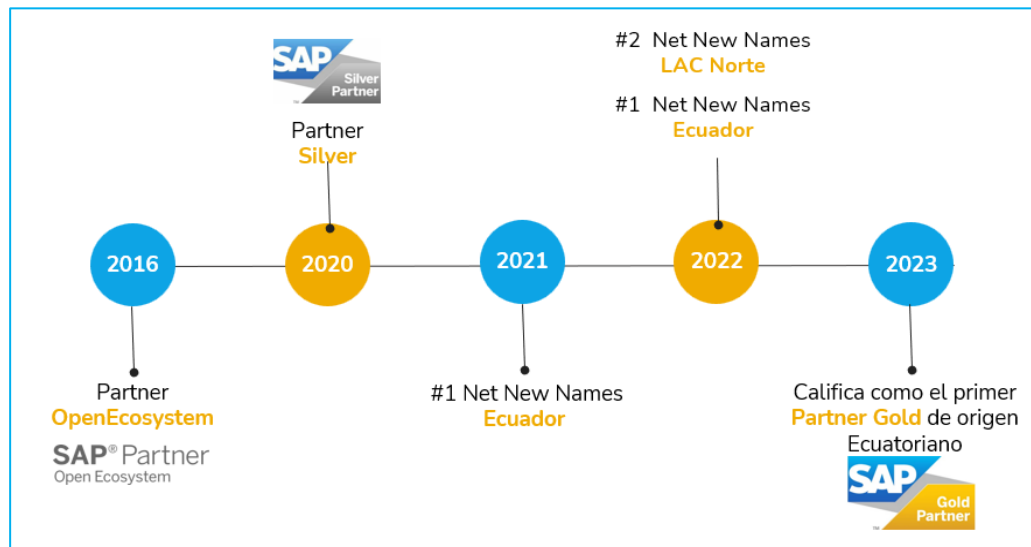 #2 Net New Names
LAC Norte
#1 Net New Names
Ecuador
SAP
Silver
Partner
™
Partner
Silver
2016
2020
2021
2022
2023
Partner
OpenEcosystem
SAP® Partner
Open Ecosystem
#1 Net New Names
Ecuador
Califica como el primer
Partner Gold de origen
Ecuatoriano
SAP
Gold
Partner
™